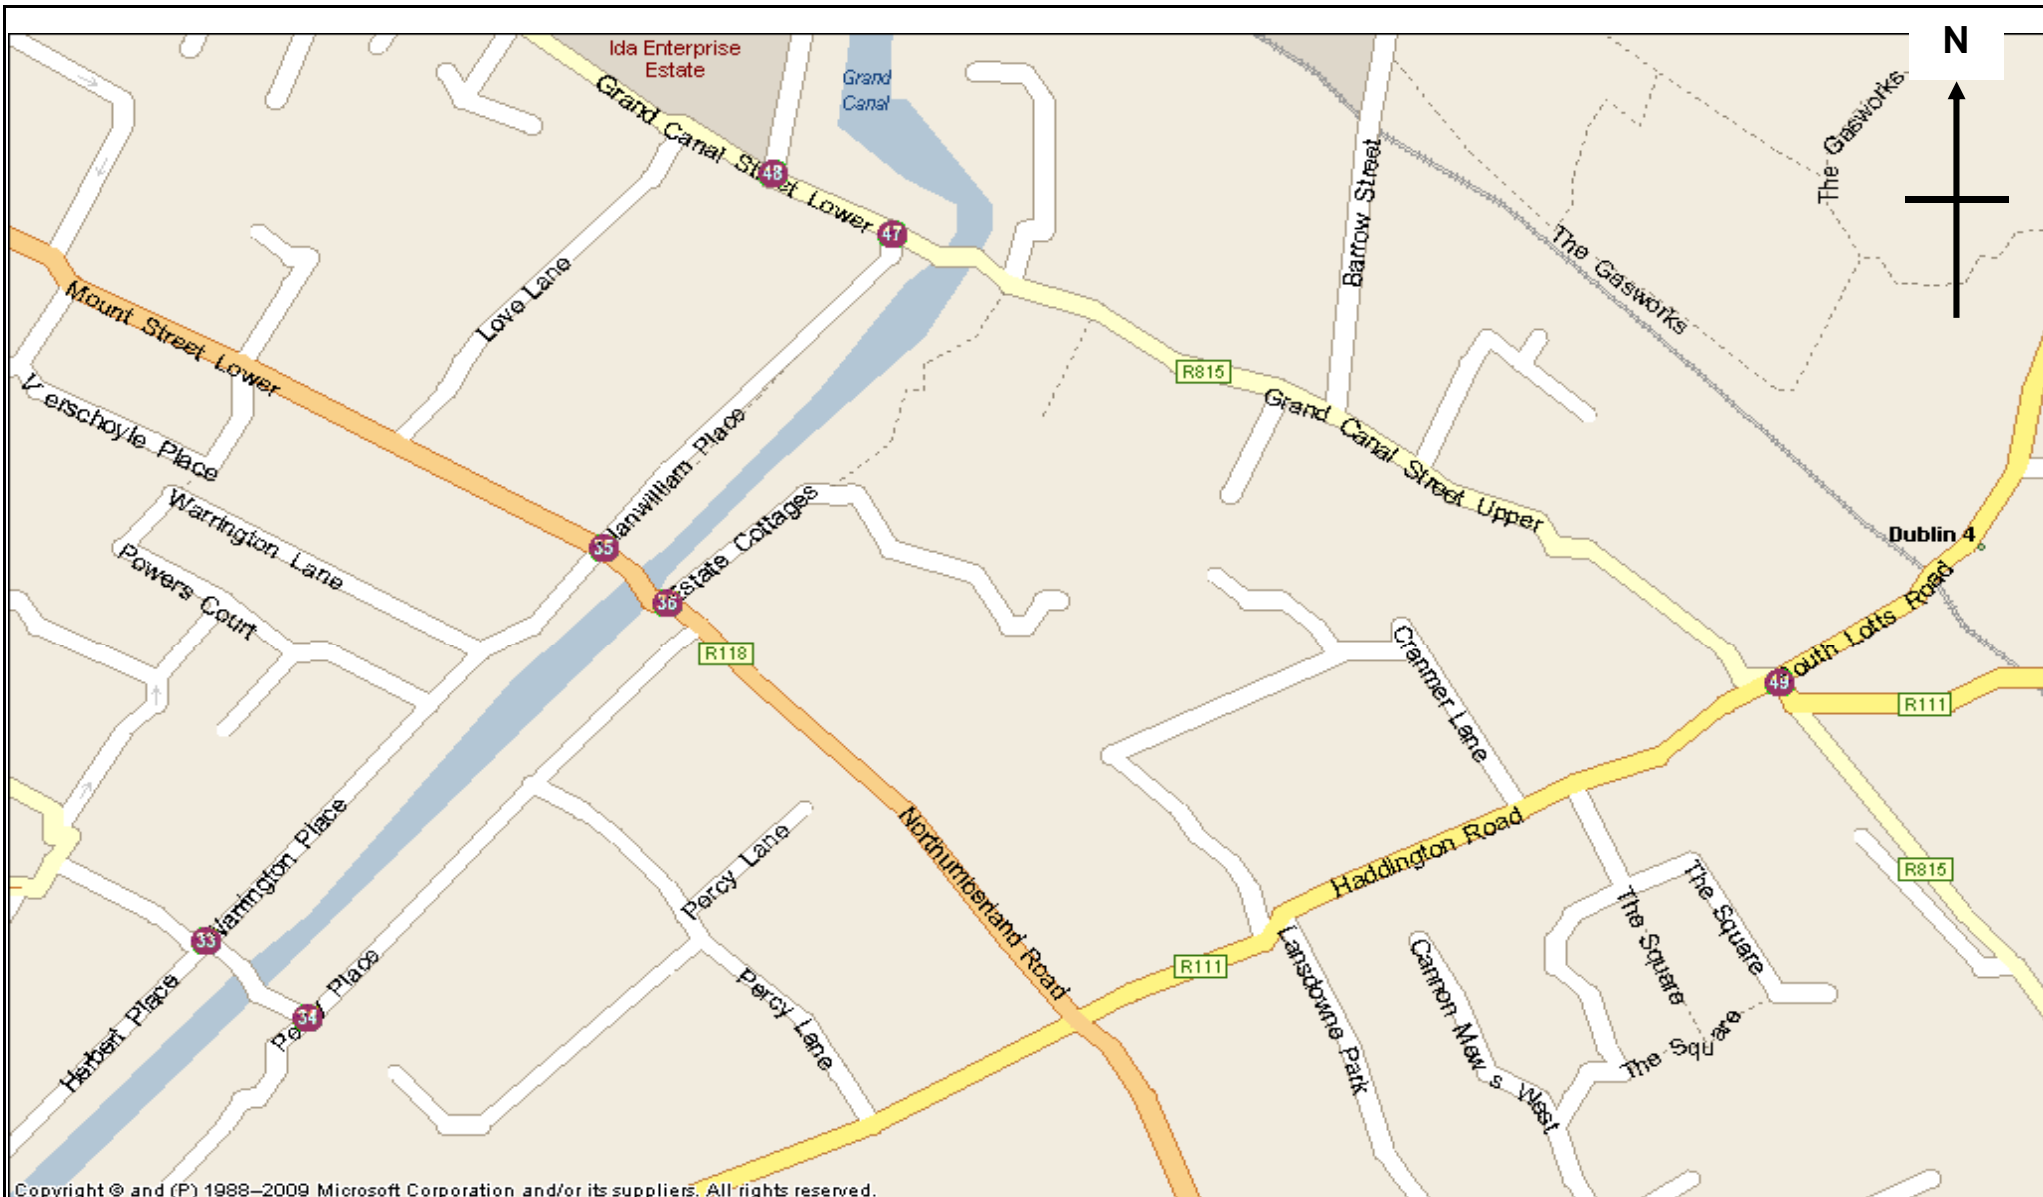 N
Ida Enterprise
Estate
Grand
Canal
Grand Canal Street Lower
48
47
The Gasworks
Barrow Street
Love Lane
The Gasworks
Mount Street Lower
R815
Verschoyle Place
Grand Canal Street Upper
Clanwilliam Place
Warrington Lane
Estate Cottages
Dublin 4
35
36
Powers Court
R118
South Lotts Road
Cranmer Lane
49
R111
Warrington Place
Percy Lane
Northumberland Road
Haddington Road
R815
33
The Square
The Square
Herbert Place
Percy Place
34
Percy Lane
R111
Lansdowne Park
Cannon Mews West
The Square
Copyright © and (P) 1988–2009 Microsoft Corporation and/or its suppliers. All rights reserved.